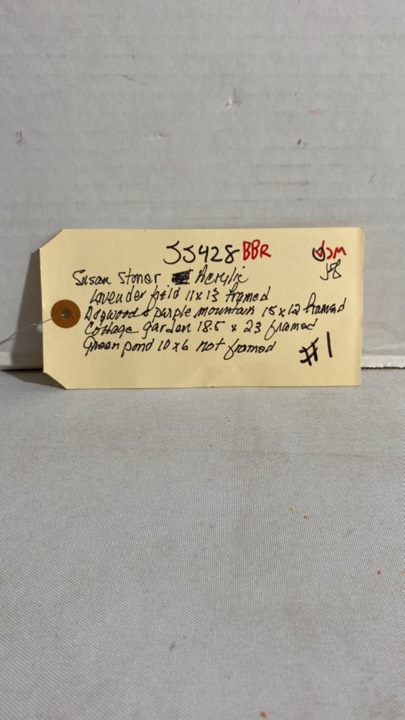 SS428 BBR
Susan Stoner Acrylic
Lavender field 11x13 framed
Dogwood & purple mountain 15x12 framed
Cottage garden 18.5 x 23 framed
Green pond 10x6 not framed
#1